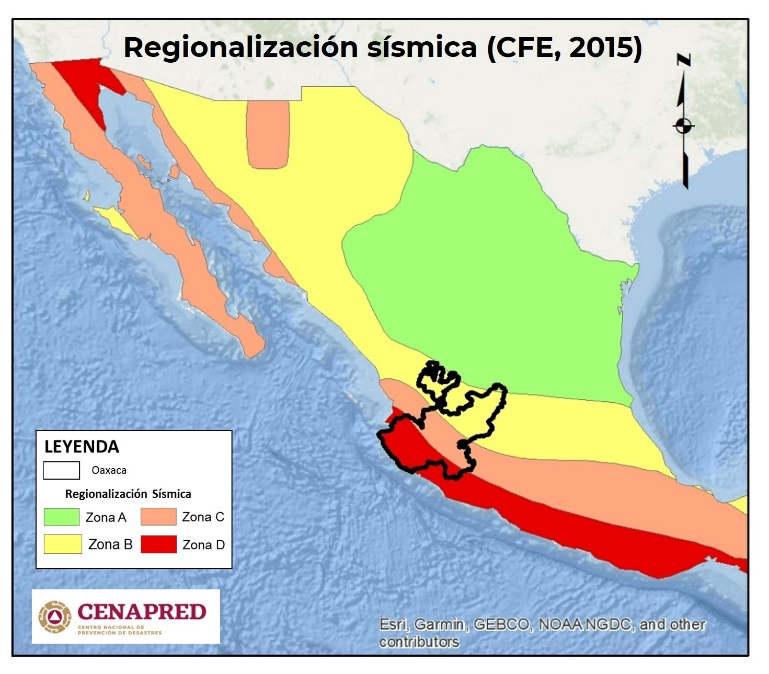 Regionalización sísmica (CFE, 2015)
N
LEYENDA
Oaxaca
Regionalización Sísmica
Zona A
Zona C
Zona B
Zona D
CENAPRED
CENTRO NACIONAL DE
PREVENCIÓN DE DESASTRES
Esri, Garmin, GEBCO, NOAA NGDC, and other
contributors